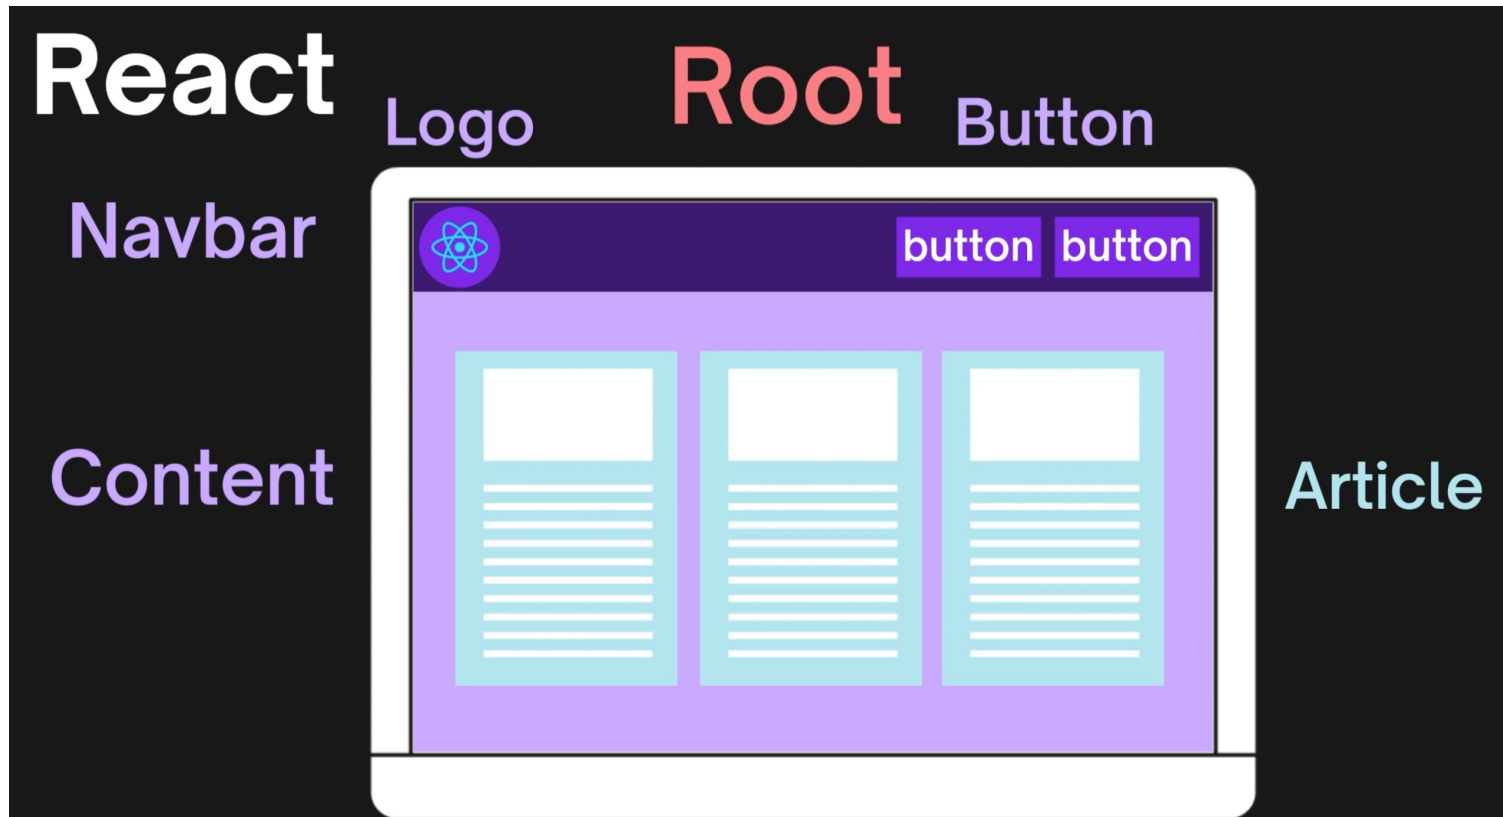 React
Logo
Root
Button
Navbar
button button
Content
Article